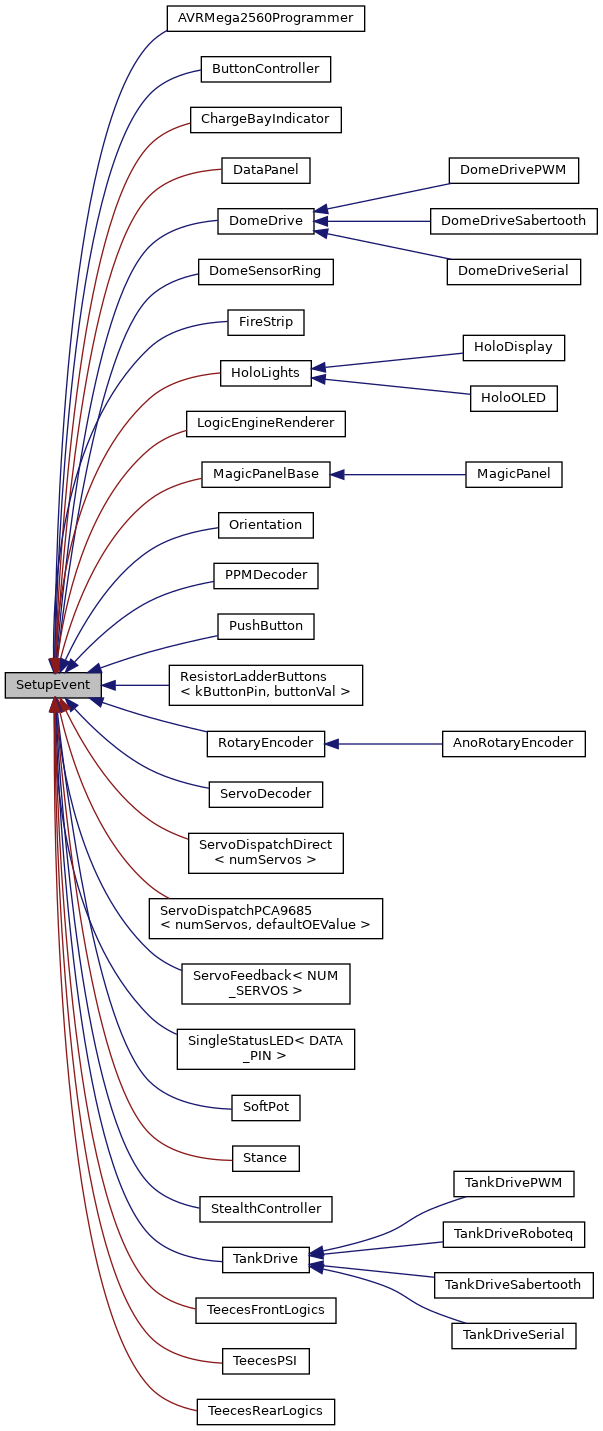 AVRMega2560Programmer
ButtonController
ChargeBayIndicator
DataPanel
DomeDrivePWM
DomeDrive
DomeDriveSabertooth
DomeSensorRing
DomeDriveSerial
FireStrip
HoloDisplay
HoloLights
HoloOLED
LogicEngineRenderer
MagicPanelBase
MagicPanel
Orientation
PPMDecoder
PushButton
SetupEvent
ResistorLadderButtons
< kButtonPin, buttonVal >
RotaryEncoder
AnoRotaryEncoder
ServoDecoder
ServoDispatchDirect
< numServos >
ServoDispatchPCA9685
< numServos, defaultOEValue >
ServoFeedback< NUM
_SERVOS >
SingleStatusLED< DATA
_PIN >
SoftPot
Stance
TankDrivePWM
StealthController
TankDriveRoboteq
TankDrive
TankDriveSabertooth
TeecesFrontLogics
TankDriveSerial
TeecesPSI
TeecesRearLogics